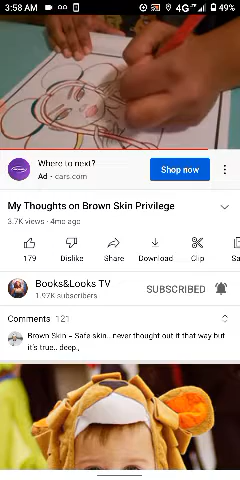 3:58 AM
4G
49%
Where to next?
Ad · cars.com
Shop now
My Thoughts on Brown Skin Privilege
3.7K views · 4mo ago
179
Dislike
Share
Download
Clip
Sa
Books&Looks TV
1.97K subscribers
SUBSCRIBED
Comments 121
Brown Skin = Safe skin.. never thought out it that way but
it's true.. deep,,